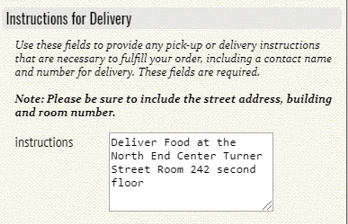 Instructions for Delivery
Use these fields to provide any pick-up or delivery instructions
that are necessary to fulfill your order, including a contact name
and number for delivery. These fields are required.
Note: Please be sure to include the street address, building
and room number.
instructions
Deliver Food at the
North End Center Turner
Street Room 242 second
floor